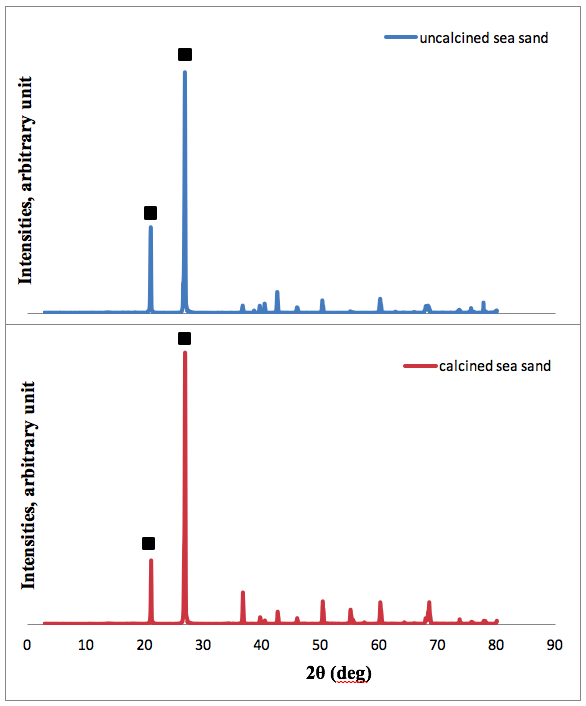 uncalcined sea sand
Intensities, arbitrary unit
calcined sea sand
Intensities, arbitrary unit
0 10 20 30 40 50 60 70 80 90
2θ (deg)